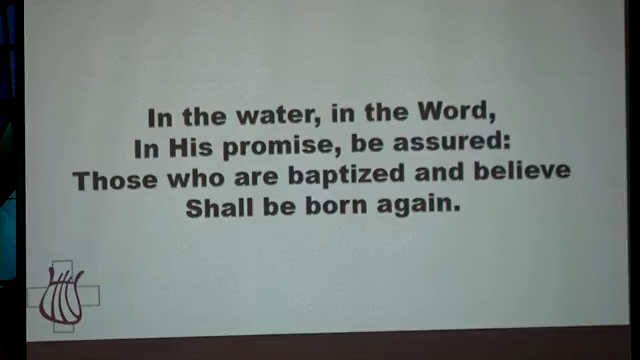 In the water, in the Word,
In His promise, be assured:
Those who are baptized and believe
Shall be born again.